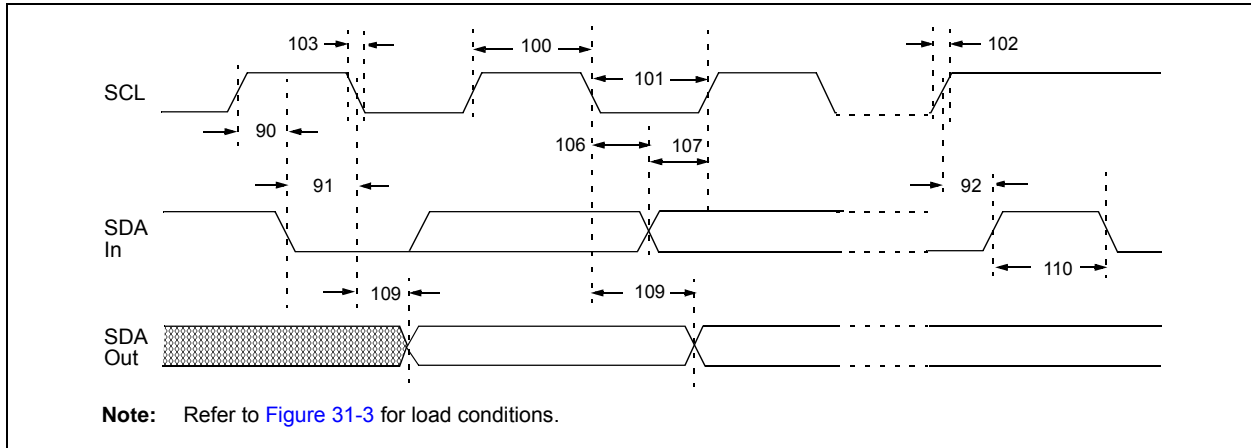 103
100
102
101
SCL
90
106
107
91
92
SDA
In
110
109
109
SDA
Out
Note: Refer to Figure 31-3 for load conditions.